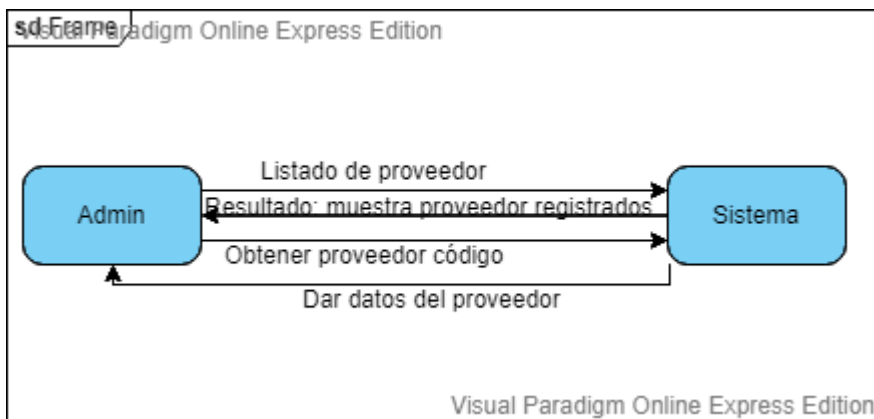 sd Frame
Visual Paradigm Online Express Edition
Listado de proveedor
Admin
Resultado: muestra proveedor registrados
Sistema
Obtener proveedor código
Dar datos del proveedor
Visual Paradigm Online Express Edition